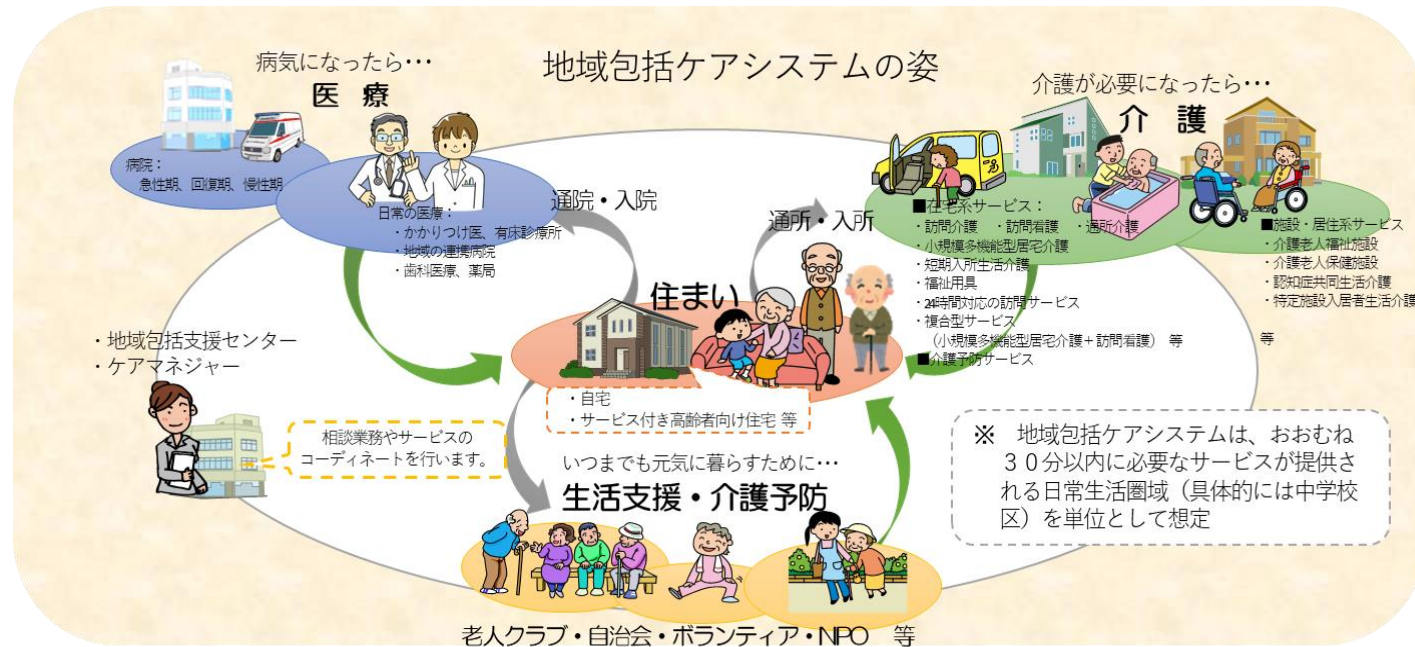 地域包括ケアシステムの姿
病気になったら･･･
医 療
病院：
急性期、回復期、慢性期
日常の医療：
・かかりつけ医、有床診療所
・地域の連携病院
・歯科医療、薬局
通院・入院
通所・入所
介護が必要になったら･･･
介 護
■在宅系サービス：
・訪問介護 ・訪問看護 ・通所介護
・小規模多機能型居宅介護
・短期入所生活介護
・福祉用具
・24時間対応の訪問サービス
・複合型サービス
（小規模多機能型居宅介護＋訪問看護） 等
■介護予防サービス
■施設・居住系サービス
・介護老人福祉施設
・介護老人保健施設
・認知症共同生活介護
・特定施設入居者生活介護
等
住まい
・自宅
・サービス付き高齢者向け住宅 等
・地域包括支援センター
・ケアマネジャー
相談業務やサービスの
コーディネートを行います。
いつまでも元気に暮らすために･･･
生活支援・介護予防
老人クラブ・自治会・ボランティア・NPO 等
※ 地域包括ケアシステムは、おおむね
３０分以内に必要なサービスが提供さ
れる日常生活圏域（具体的には中学校
区）を単位として想定